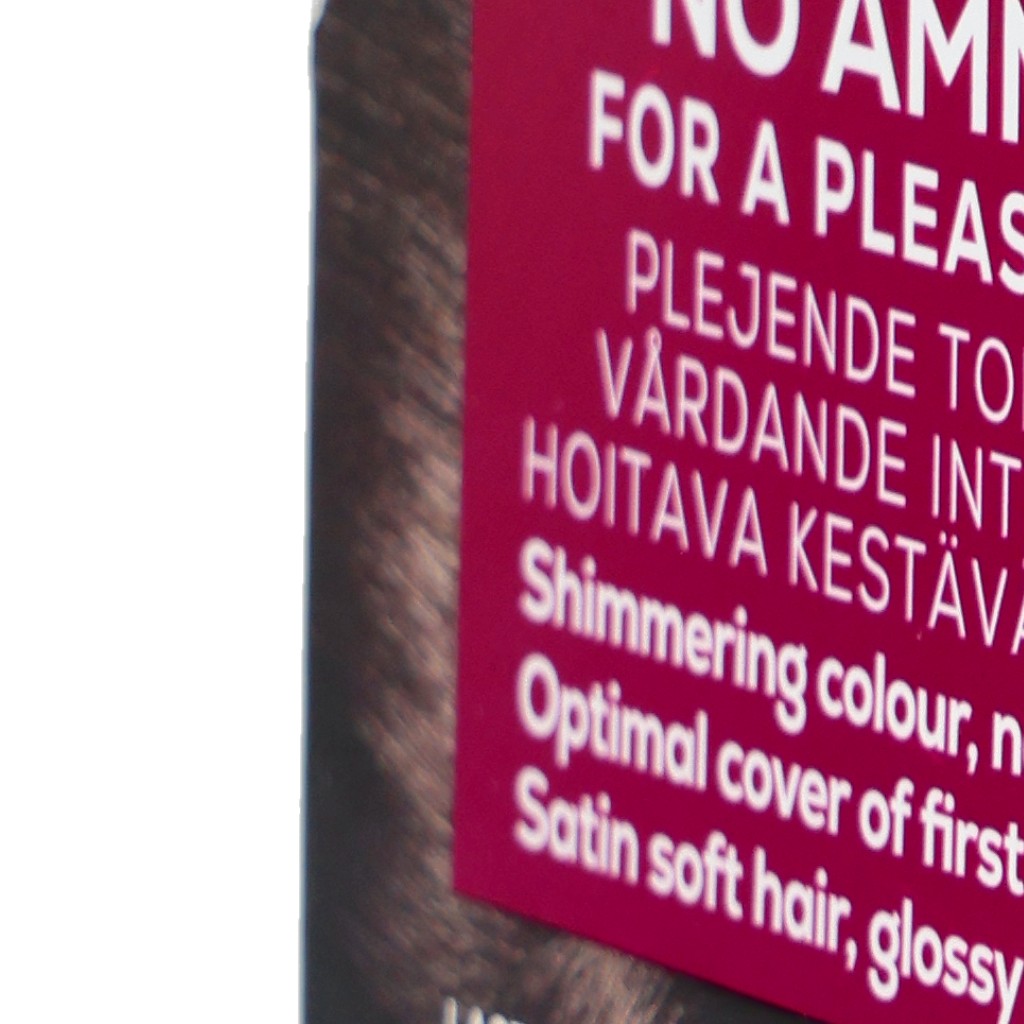 NO AMM
FOR A PLEAS
PLEJENDE TO
VÅRDANDE INT
HOITAVA KESTÄVÄ
Shimmering colour, n
Optimal cover of first
Satin soft hair, glossy